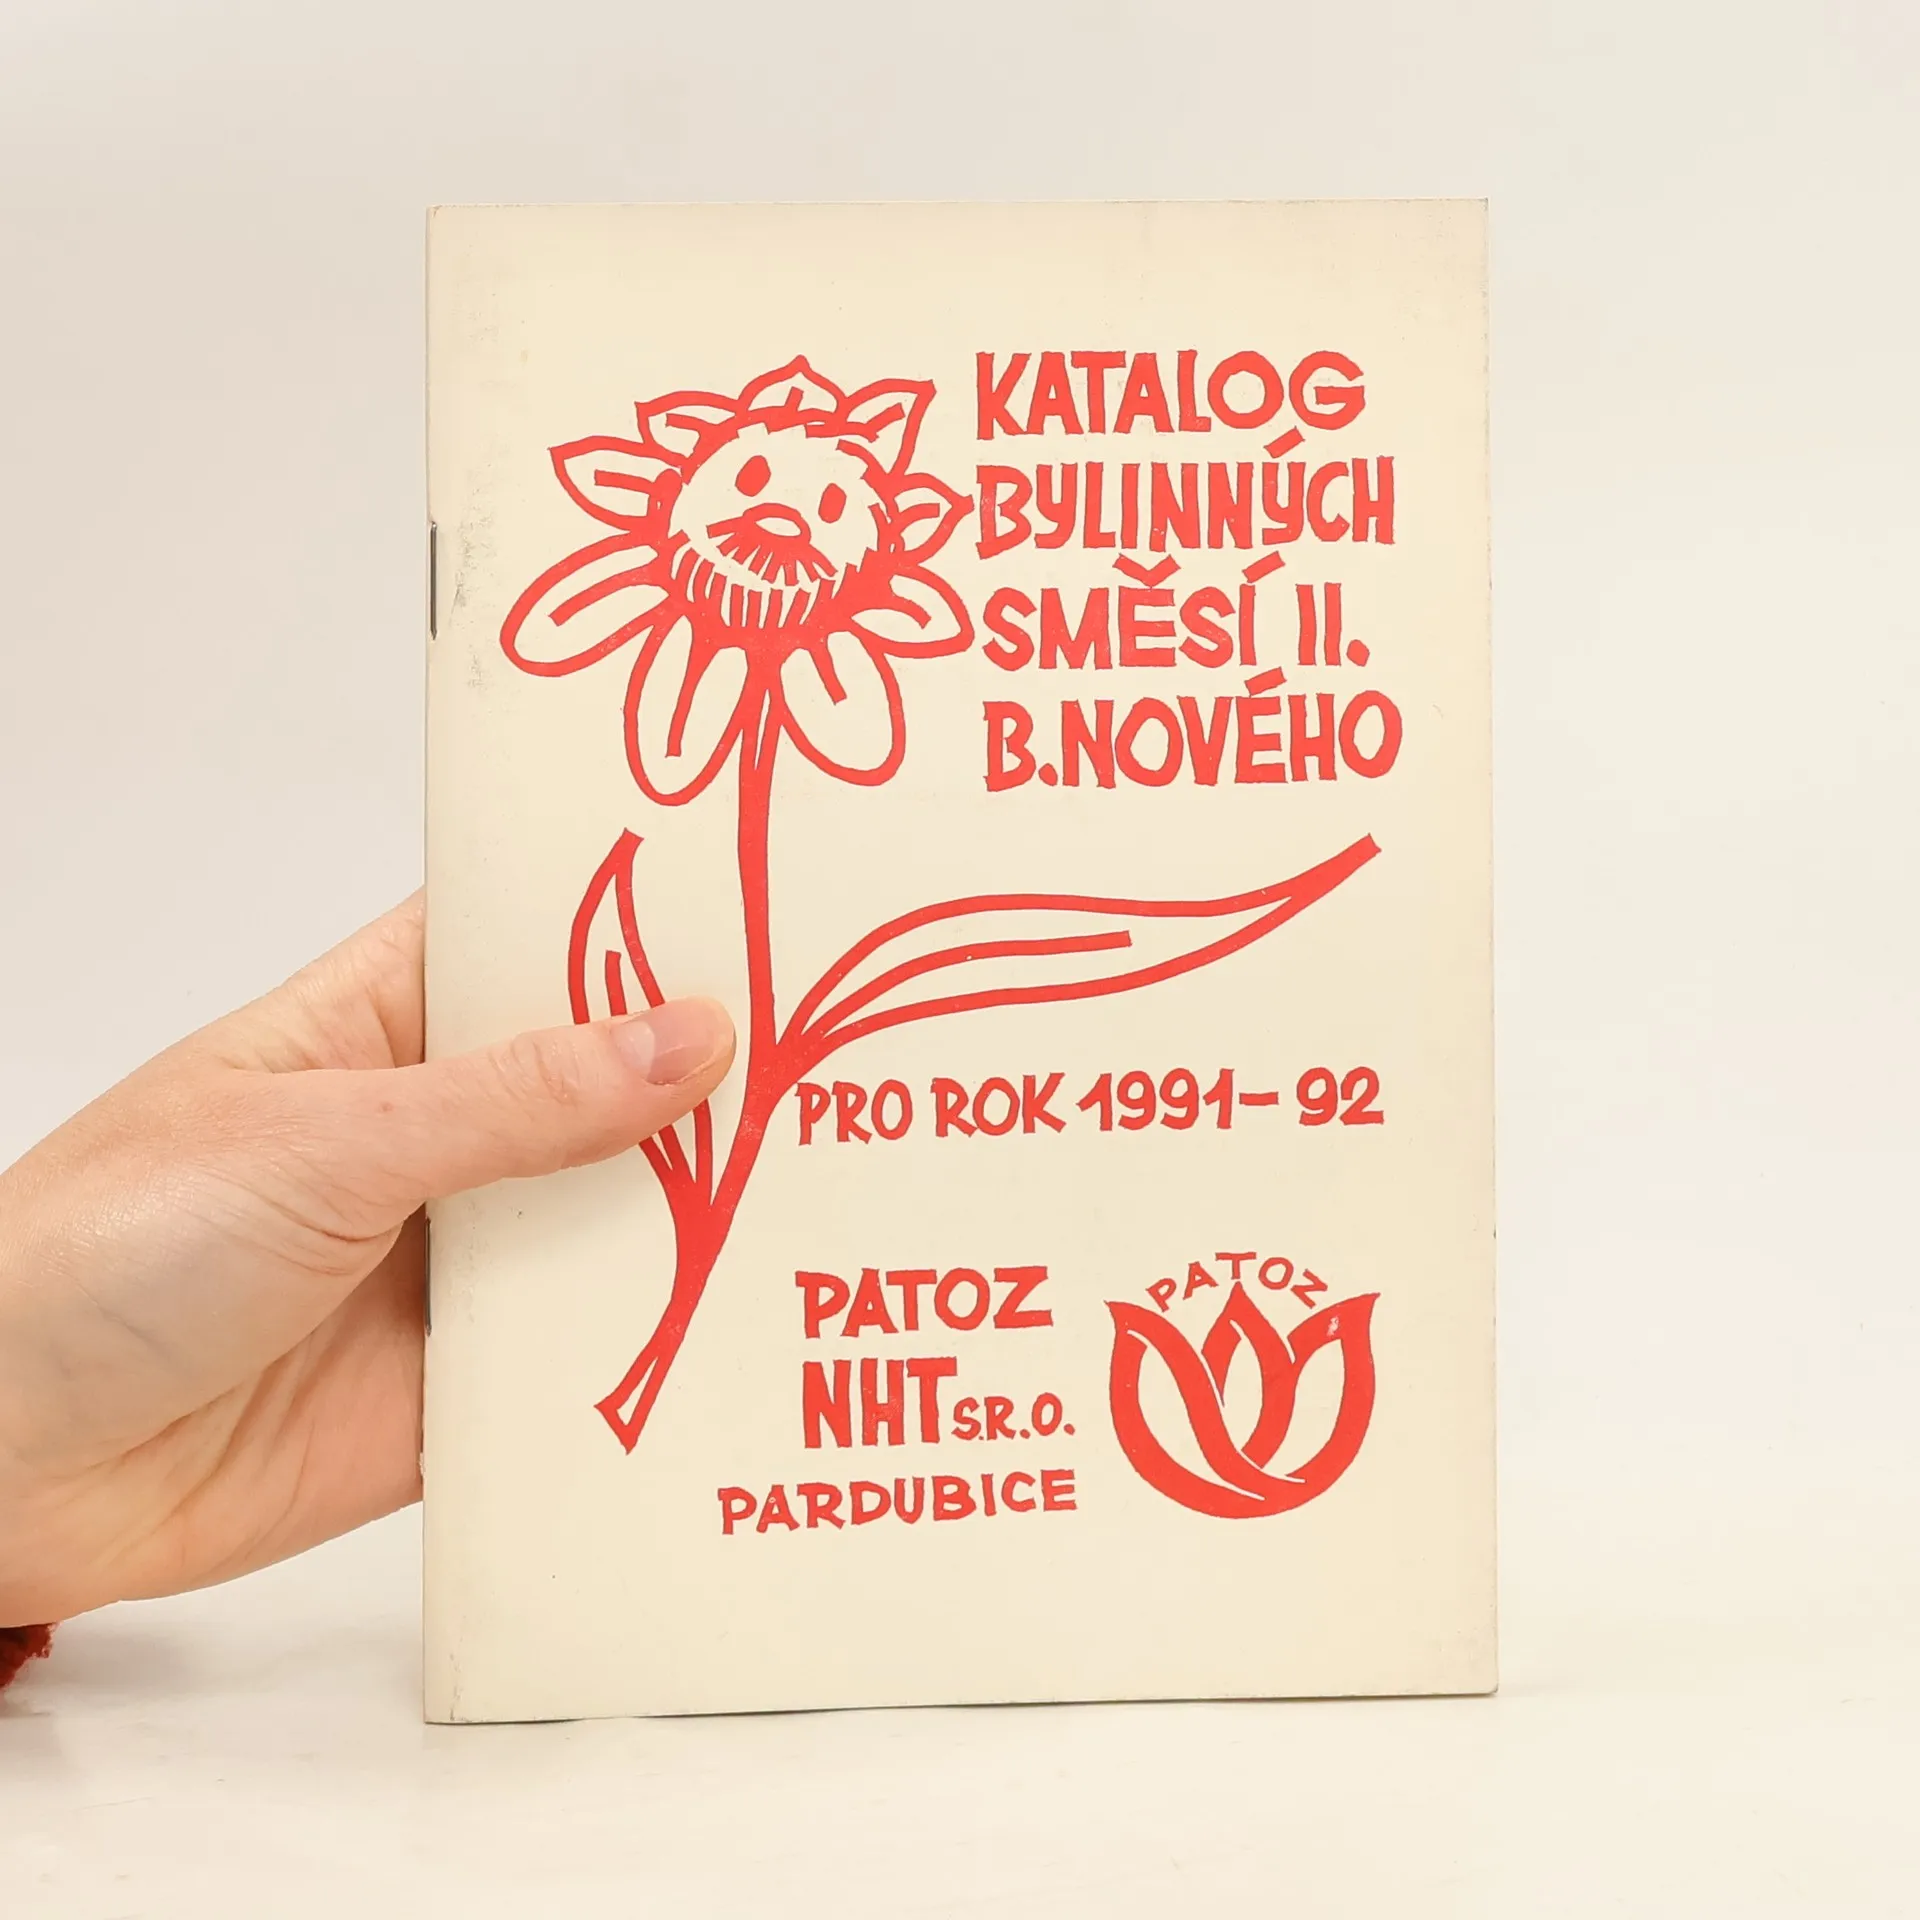 KATALOG
BYLINNÝCH
SMĚSÍ II.
B.NOVÉHO
PRO ROK 1991-92
PATOZ
NHT S.R.O.
PARDUBICE
PATOZ